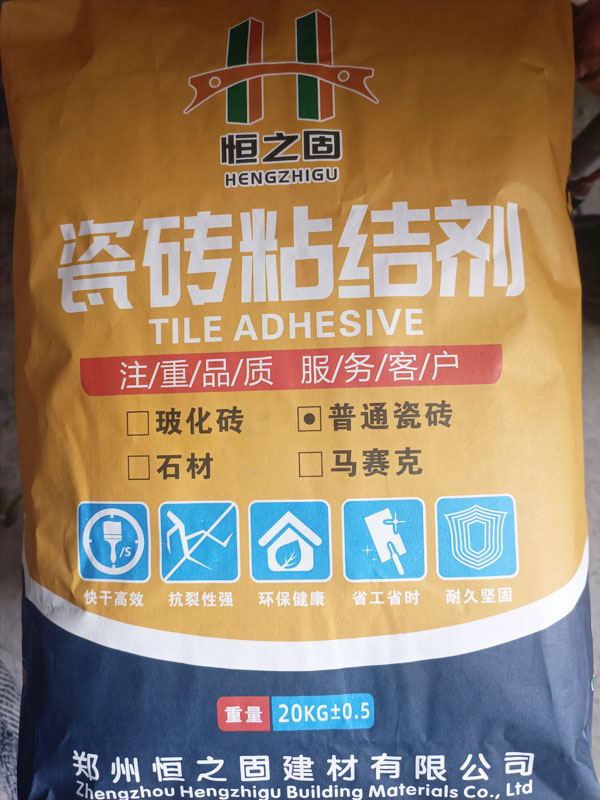 恒之固
HENGZHIGU
瓷砖粘结剂
TILE ADHESIVE
注/重/品/质 服/务/客/户
玻化砖 普通瓷砖
石材 马赛克
/S
快干高效 抗裂性强 环保健康 省工省时 耐久坚固
重量 20KG±0.5
郑州恒之固建材有限公司
Zhengzhou Hengzhigu Building Materials Co., Ltd